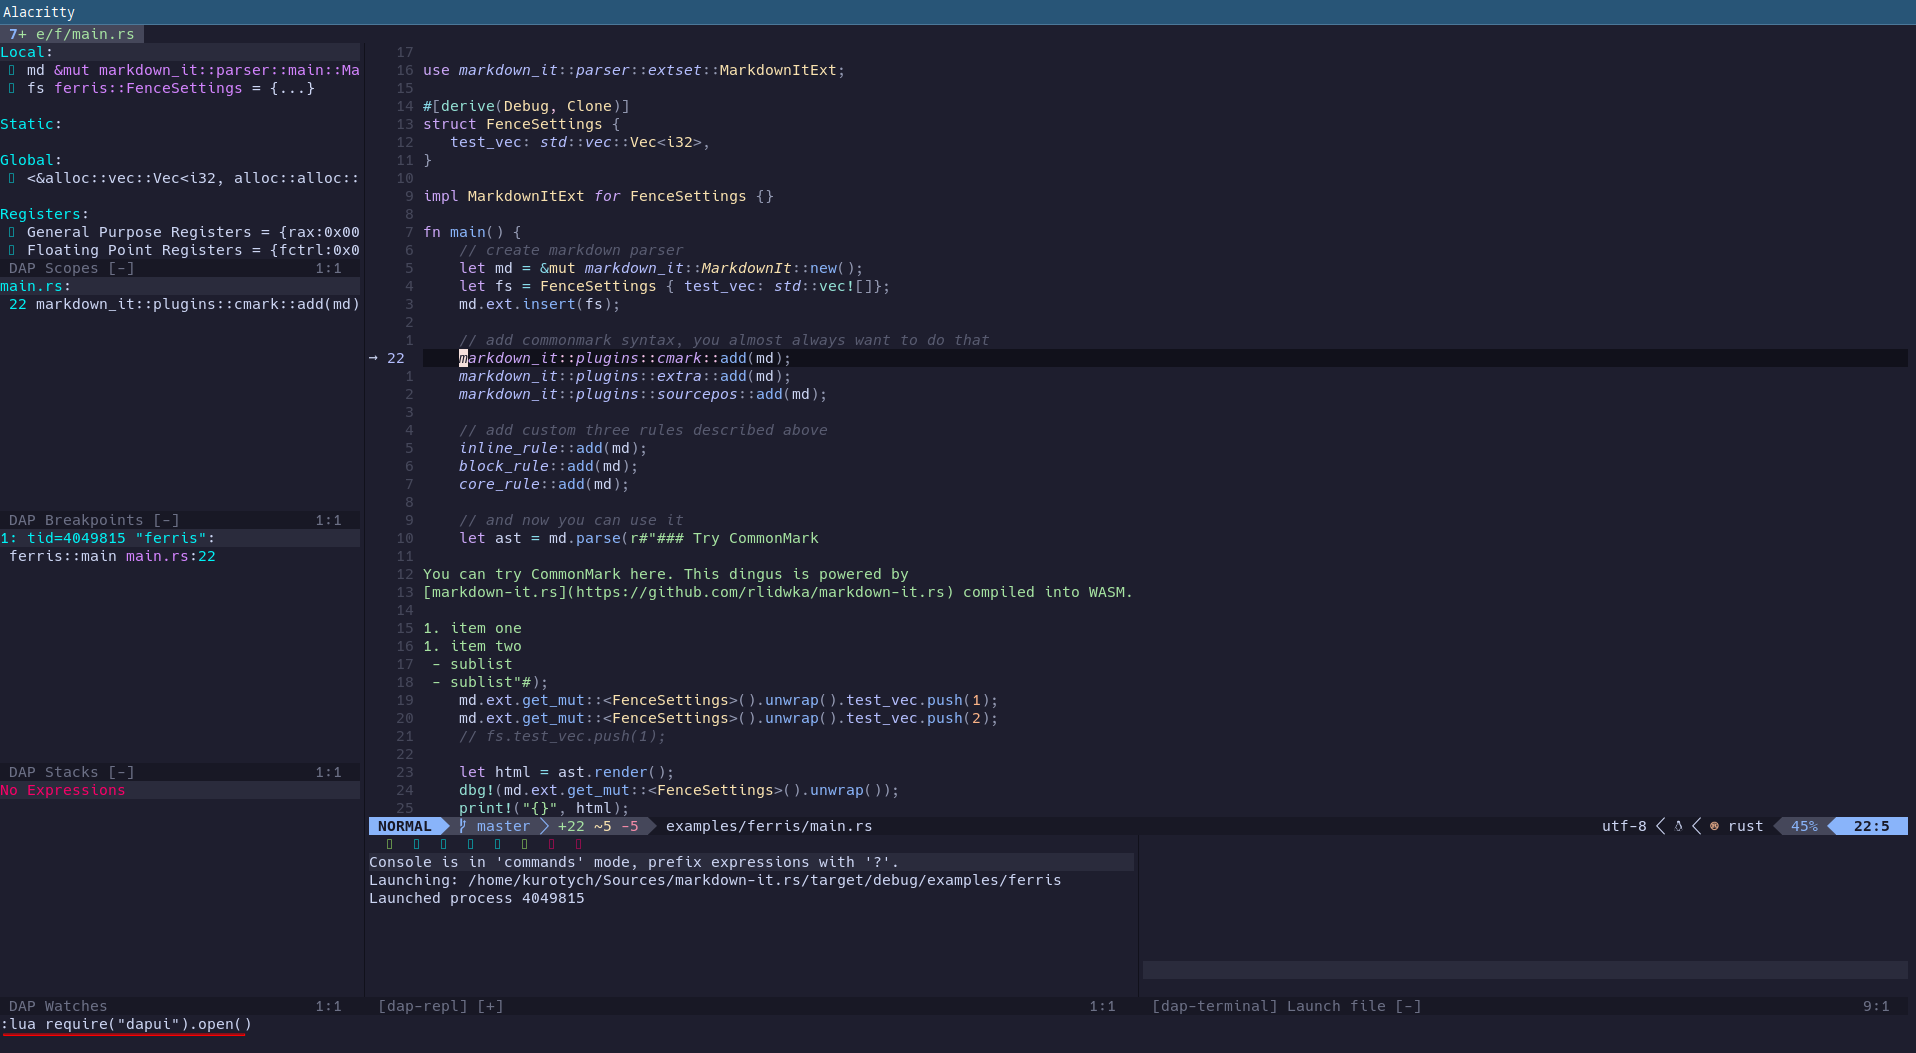 Alacritty
7+ e/f/main.rs
Local:
md &mut markdown_it::parser::main::Ma
fs ferris::FenceSettings = {...}
Static:
Global:
<&alloc::vec::Vec<i32, alloc::alloc::
Registers:
General Purpose Registers = {rax:0x00
Floating Point Registers = {fctrl:0x0
DAP Scopes [-] 1:1
main.rs:
22 markdown_it::plugins::cmark::add(md)
DAP Breakpoints [-] 1:1
1: tid=4049815 "ferris":
ferris::main main.rs:22
DAP Stacks [-] 1:1
No Expressions
DAP Watches 1:1
17
16 use markdown_it::parser::extset::MarkdownItExt;
15
14 #[derive(Debug, Clone)]
13 struct FenceSettings {
12    test_vec: std::vec::Vec<i32>,
11 }
10
9 impl MarkdownItExt for FenceSettings {}
8
7 fn main() {
6     // create markdown parser
5     let md = &mut markdown_it::MarkdownIt::new();
4     let fs = FenceSettings { test_vec: std::vec![]};
3     md.ext.insert(fs);
2
1     // add commonmark syntax, you almost always want to do that
→ 22     markdown_it::plugins::cmark::add(md);
1     markdown_it::plugins::extra::add(md);
2     markdown_it::plugins::sourcepos::add(md);
3
4     // add custom three rules described above
5     inline_rule::add(md);
6     block_rule::add(md);
7     core_rule::add(md);
8
9     // and now you can use it
10     let ast = md.parse(r#"### Try CommonMark
11
12 You can try CommonMark here. This dingus is powered by
13 [markdown-it.rs](https://github.com/rlidwka/markdown-it.rs) compiled into WASM.
14
15 1. item one
16 1. item two
17  - sublist
18  - sublist"#);
19     md.ext.get_mut::<FenceSettings>().unwrap().test_vec.push(1);
20     md.ext.get_mut::<FenceSettings>().unwrap().test_vec.push(2);
21     // fs.test_vec.push(1);
22
23     let html = ast.render();
24     dbg!(md.ext.get_mut::<FenceSettings>().unwrap());
25     print!("{}", html);
NORMAL master +22 ~5 -5 examples/ferris/main.rs utf-8 rust 45% 22:5
Console is in 'commands' mode, prefix expressions with '?'.
Launching: /home/kurotych/Sources/markdown-it.rs/target/debug/examples/ferris
Launched process 4049815
[dap-repl] [+] 1:1
[dap-terminal] Launch file [-] 9:1
:lua require("dapui").open()